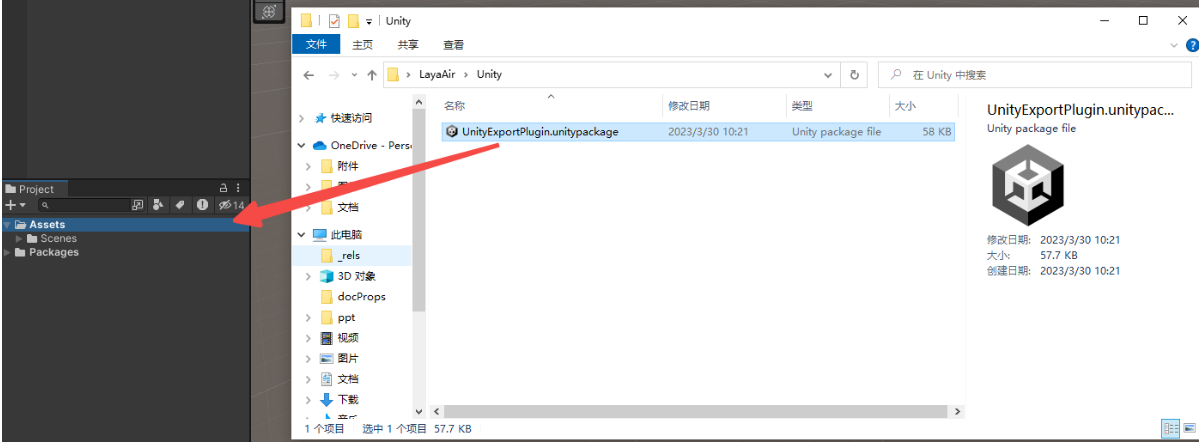 Unity
文件 主页 共享 查看
LayaAir › Unity
在 Unity 中搜索
名称 修改日期 类型 大小
UnityExportPlugin.unitypackage 2023/3/30 10:21 Unity package file 58 KB
快速访问
OneDrive - Pers
附件
文档
此电脑
_rels
3D 对象
docProps
ppt
视频
图片
文档
下载
音乐
1 个项目 选中 1 个项目 57.7 KB
UnityExportPlugin.unitypac...
Unity package file
修改日期: 2023/3/30 10:21
大小: 57.7 KB
创建日期: 2023/3/30 10:21
Project
14
Assets
Scenes
Packages